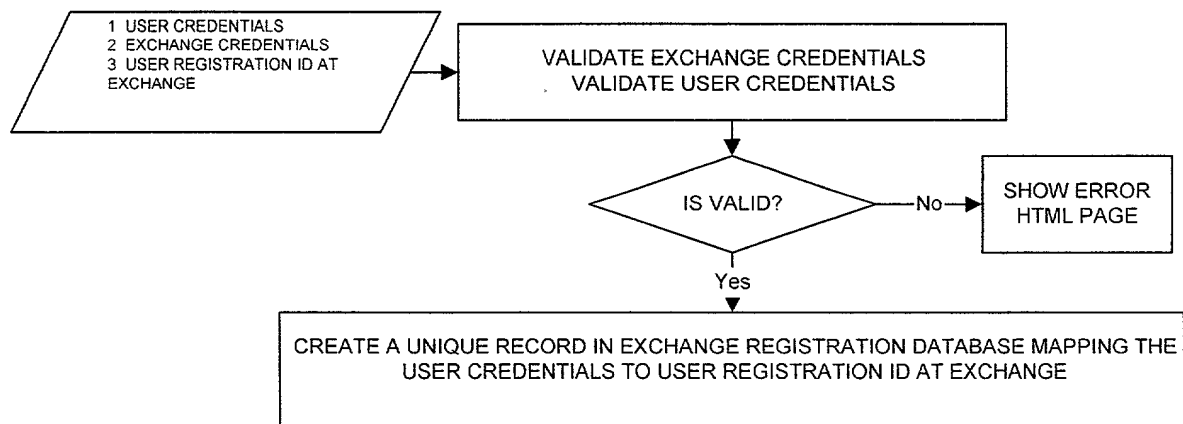 1 USER CREDENTIALS
2 EXCHANGE CREDENTIALS
3 USER REGISTRATION ID AT
EXCHANGE
VALIDATE EXCHANGE CREDENTIALS
VALIDATE USER CREDENTIALS
IS VALID?
No
SHOW ERROR
HTML PAGE
Yes
CREATE A UNIQUE RECORD IN EXCHANGE REGISTRATION DATABASE MAPPING THE
USER CREDENTIALS TO USER REGISTRATION ID AT EXCHANGE